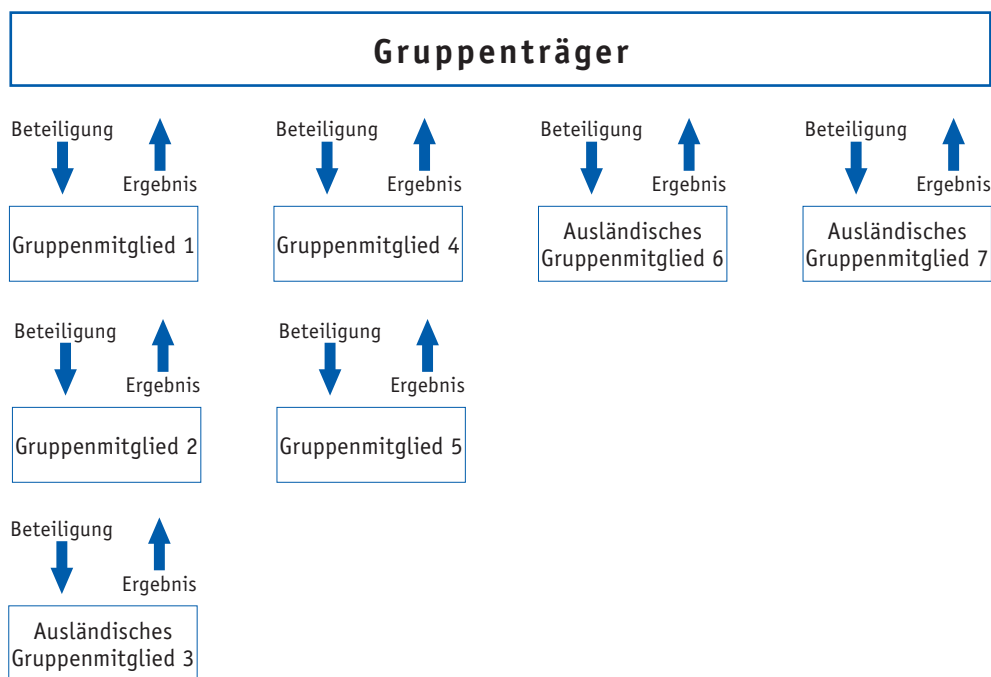 Gruppenträger
Beteiligung
Ergebnis
Beteiligung
Ergebnis
Beteiligung
Ergebnis
Beteiligung
Ergebnis
Gruppenmitglied 1
Gruppenmitglied 4
Ausländisches
Gruppenmitglied 6
Ausländisches
Gruppenmitglied 7
Beteiligung
Ergebnis
Beteiligung
Ergebnis
Gruppenmitglied 2
Gruppenmitglied 5
Beteiligung
Ergebnis
Ausländisches
Gruppenmitglied 3